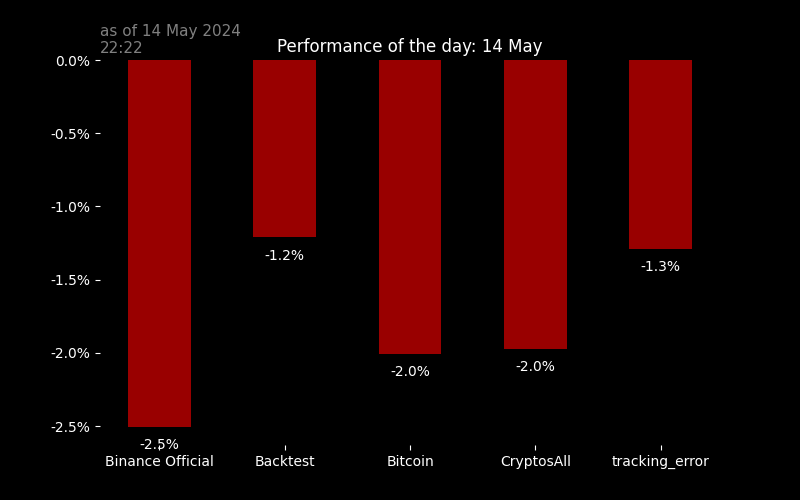 as of 14 May 2024
22:22
Performance of the day: 14 May
0.0%
-0.5%
-1.0%
-1.5%
-2.0%
-2.5%
-2.5%
-1.2%
-2.0%
-2.0%
-1.3%
Binance Official
Backtest
Bitcoin
CryptosAll
tracking_error